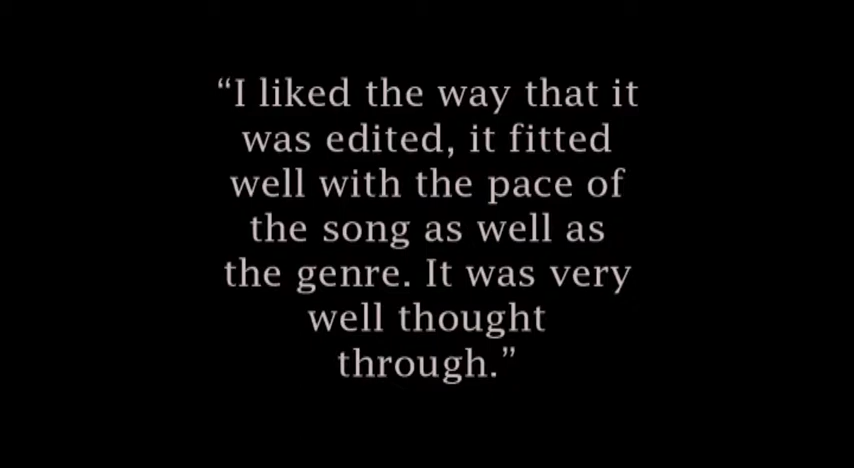 “I liked the way that it
was edited, it fitted
well with the pace of
the song as well as
the genre. It was very
well thought
through.”